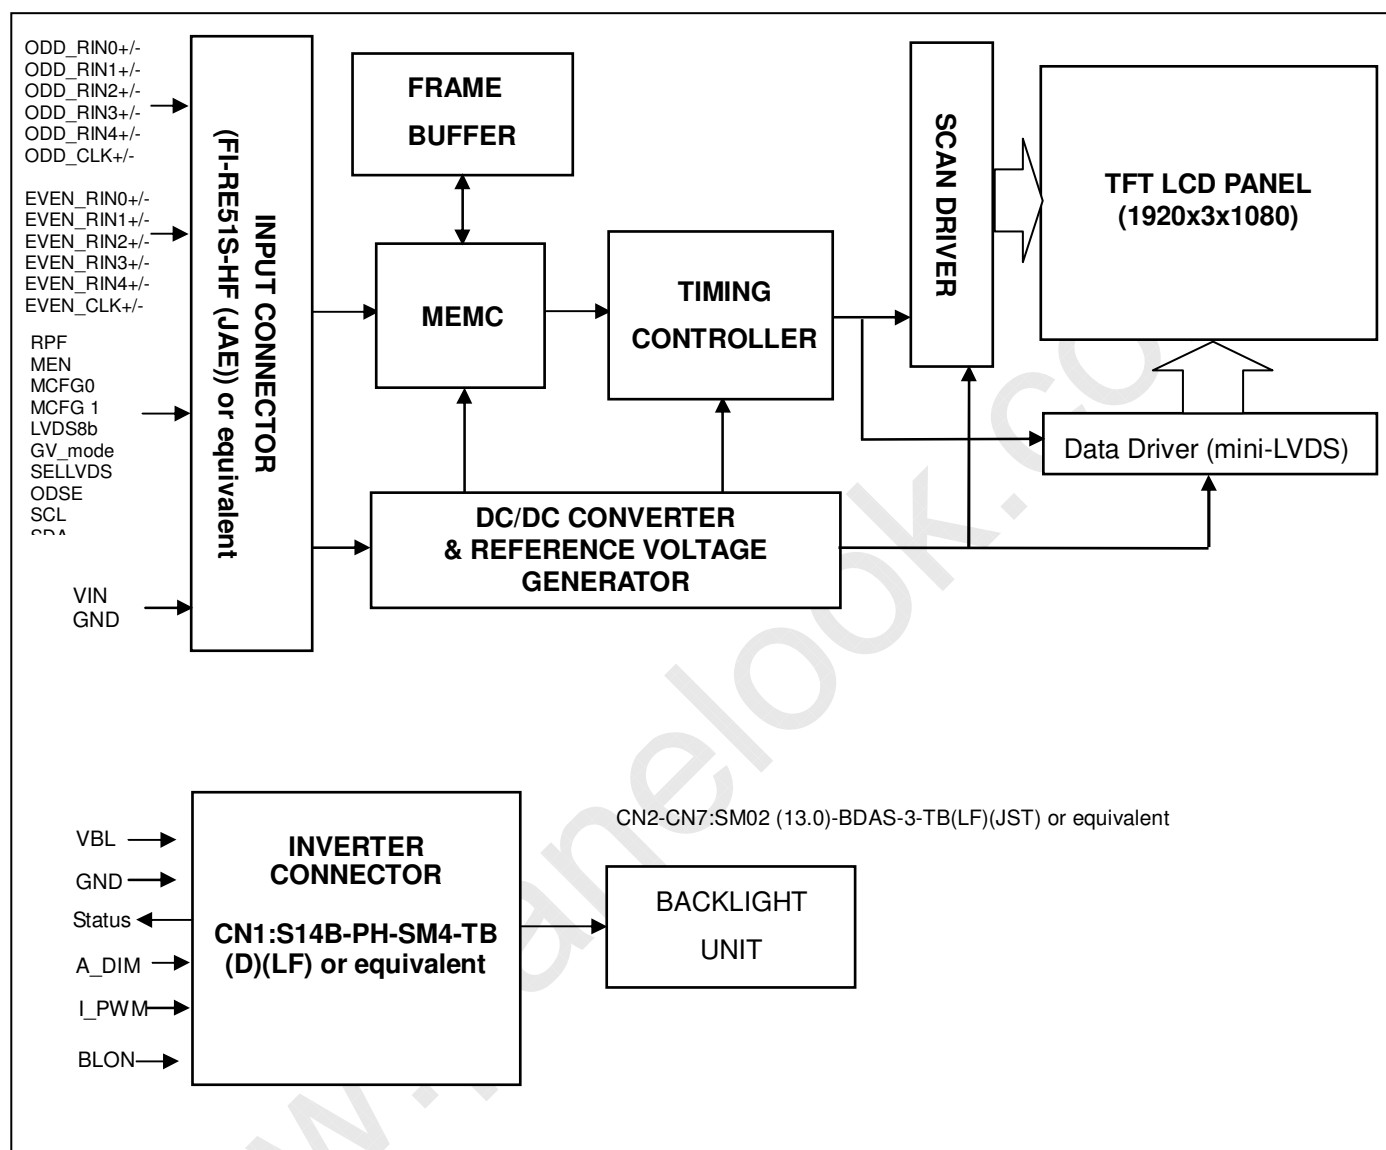 ODD_RIN0+/-
ODD_RIN1+/-
ODD_RIN2+/-
ODD_RIN3+/-
ODD_RIN4+/-
ODD_CLK+/-
EVEN_RIN0+/-
EVEN_RIN1+/-
EVEN_RIN2+/-
EVEN_RIN3+/-
EVEN_RIN4+/-
EVEN_CLK+/-
RPF
MEN
MCFG0
MCFG 1
LVDS8b
GV_mode
SELLVDS
ODSE
SCL
SDA
VIN
GND
INPUT CONNECTOR
(FI-RE51S-HF (JAE)) or equivalent
FRAME
BUFFER
MEMC
TIMING
CONTROLLER
DC/DC CONVERTER
& REFERENCE VOLTAGE
GENERATOR
SCAN DRIVER
TFT LCD PANEL
(1920x3x1080)
Data Driver (mini-LVDS)
VBL
GND
Status
A_DIM
I_PWM
BLON
INVERTER
CONNECTOR
CN1:S14B-PH-SM4-TB
(D)(LF) or equivalent
CN2-CN7:SM02 (13.0)-BDAS-3-TB(LF)(JST) or equivalent
BACKLIGHT
UNIT
w.panelook.co